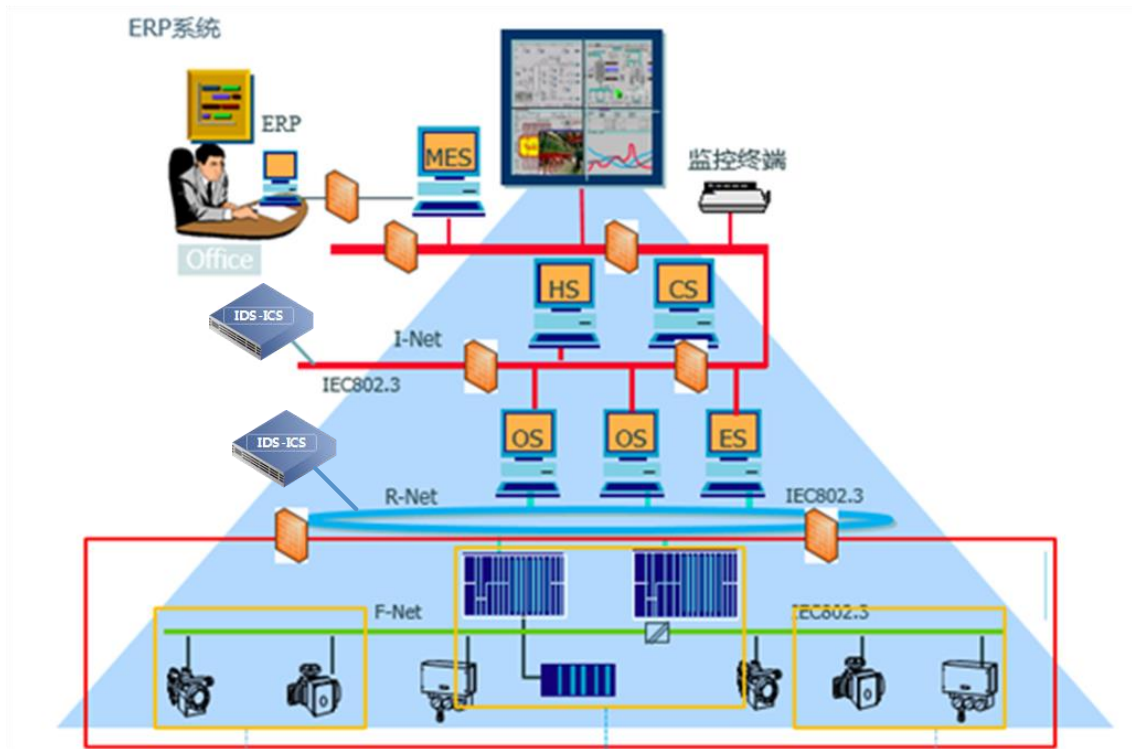 ERP系统
ERP
MES
监控终端
Office
HS
CS
IDS-ICS
I-Net
IEC802.3
IDS-ICS
OS
OS
ES
R-Net
IEC802.3
F-Net
IEC802.3